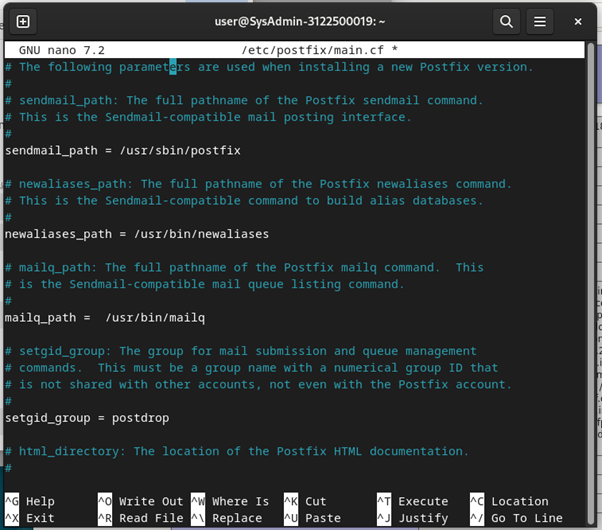 user@SysAdmin-3122500019: ~
GNU nano 7.2 /etc/postfix/main.cf *
# The following parameters are used when installing a new Postfix version.
#
# sendmail_path: The full pathname of the Postfix sendmail command.
# This is the Sendmail-compatible mail posting interface.
#
sendmail_path = /usr/sbin/postfix
# newaliases_path: The full pathname of the Postfix newaliases command.
# This is the Sendmail-compatible command to build alias databases.
#
newaliases_path = /usr/bin/newaliases
# mailq_path: The full pathname of the Postfix mailq command.  This
# is the Sendmail-compatible mail queue listing command.
#
mailq_path =  /usr/bin/mailq
# setgid_group: The group for mail submission and queue management
# commands.  This must be a group name with a numerical group ID that
# is not shared with other accounts, not even with the Postfix account.
#
setgid_group = postdrop
# html_directory: The location of the Postfix HTML documentation.
#
^G Help ^O Write Out ^W Where Is ^K Cut ^T Execute ^C Location
^X Exit ^R Read File ^\ Replace ^U Paste ^J Justify ^/ Go To Line